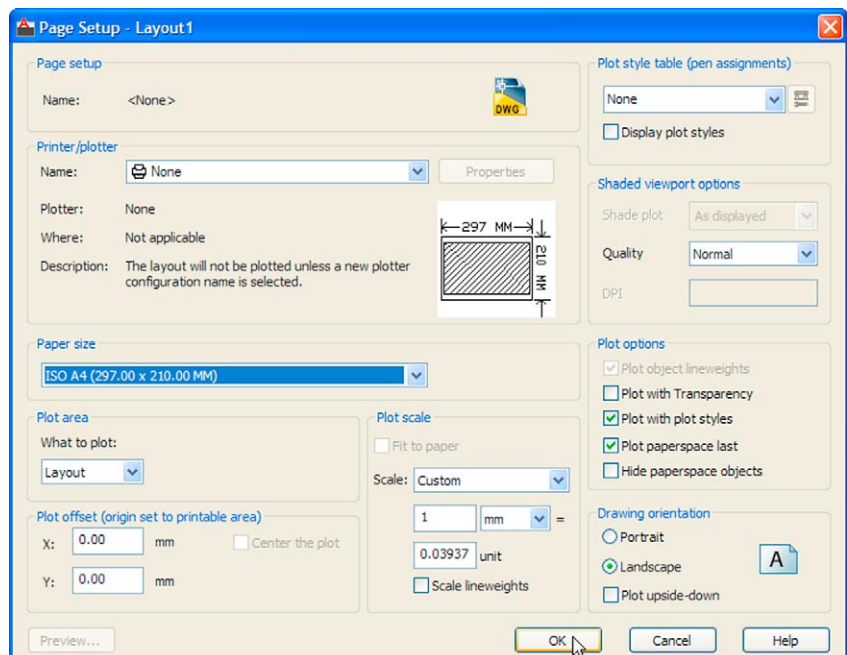 Page Setup - Layout1
Page setup
Name: <None>
DWG
Printer/plotter
Name: None
Properties
Plotter: None
Where: Not applicable
Description: The layout will not be plotted unless a new plotter
configuration name is selected.
297 MM
210 MM
Paper size
ISO A4 (297.00 x 210.00 MM)
Plot area
What to plot:
Layout
Plot offset (origin set to printable area)
X: 0.00 mm
Center the plot
Y: 0.00 mm
Plot scale
Fit to paper
Scale: Custom
1 mm =
0.03937 unit
Scale lineweights
Plot style table (pen assignments)
None
Display plot styles
Shaded viewport options
Shade plot As displayed
Quality Normal
DPI
Plot options
Plot object lineweights
Plot with Transparency
Plot with plot styles
Plot paperspace last
Hide paperspace objects
Drawing orientation
Portrait
Landscape
A
Plot upside-down
Preview...
OK
Cancel
Help